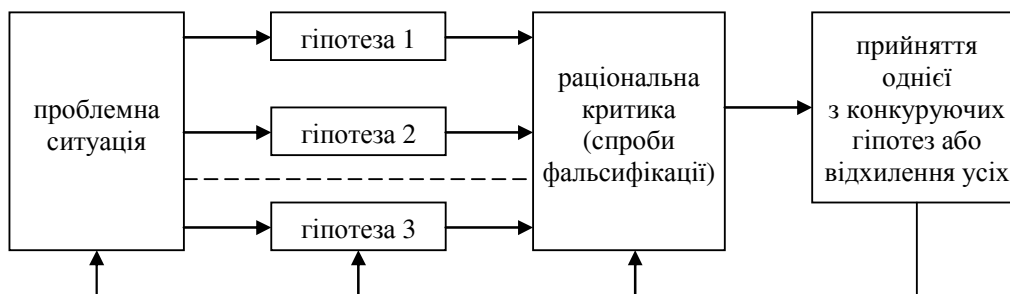 проблемна
ситуація
гіпотеза 1
гіпотеза 2
гіпотеза 3
раціональна
критика
(спроби
фальсифікації)
прийняття
однієї
з конкуруючих
гіпотез або
відхилення усіх